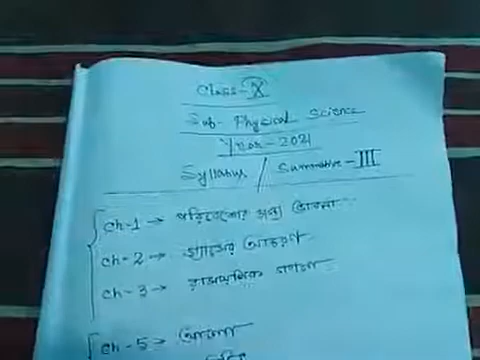 Class-X
Sub- Physical Science
Year-2021
Syllabus / Summative-III
Ch-1 → পরিবেশের জন্য ভাবনা
Ch-2 → গ্যাসের আচরণ
Ch-3 → রাসায়নিক গণনা
Ch-5 → আলো